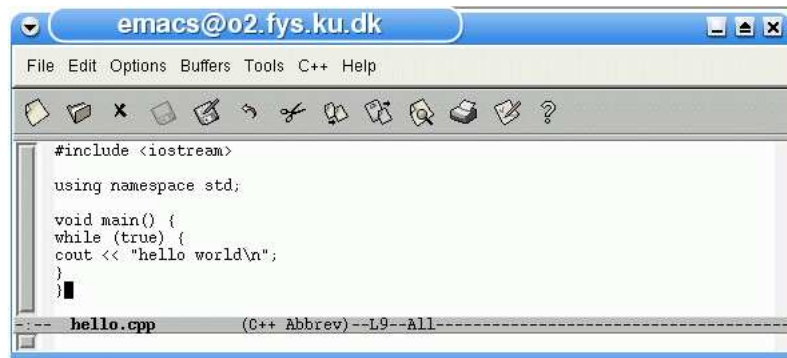 emacs@o2.fys.ku.dk
File Edit Options Buffers Tools C++ Help
#include <iostream>
using namespace std;
void main() {
while (true) {
cout << "hello world\n";
}
}
-:-- hello.cpp (C++ Abbrev)--L9--All--------------------------------------